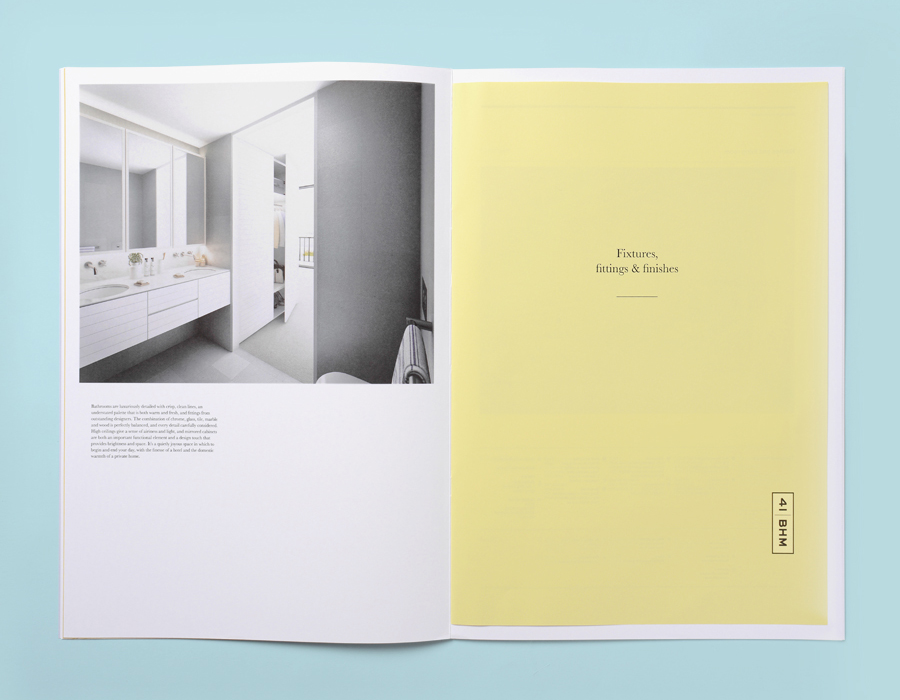 Bathrooms are luxuriously detailed with crisp, clean lines, an
understated palette that is both warm and fresh, and fittings from
outstanding designers. The combination of chrome, glass, tile, marble
and wood is perfectly balanced, and every detail carefully considered.
High ceilings give a sense of airiness and light, and mirrored cabinets
are both an important functional element and a design touch that
provides brightness and space. It's a quietly joyous space in which to
begin and end your day, with the finesse of a hotel and the domestic
warmth of a private home.
Fixtures,
fittings & finishes
41 BHM